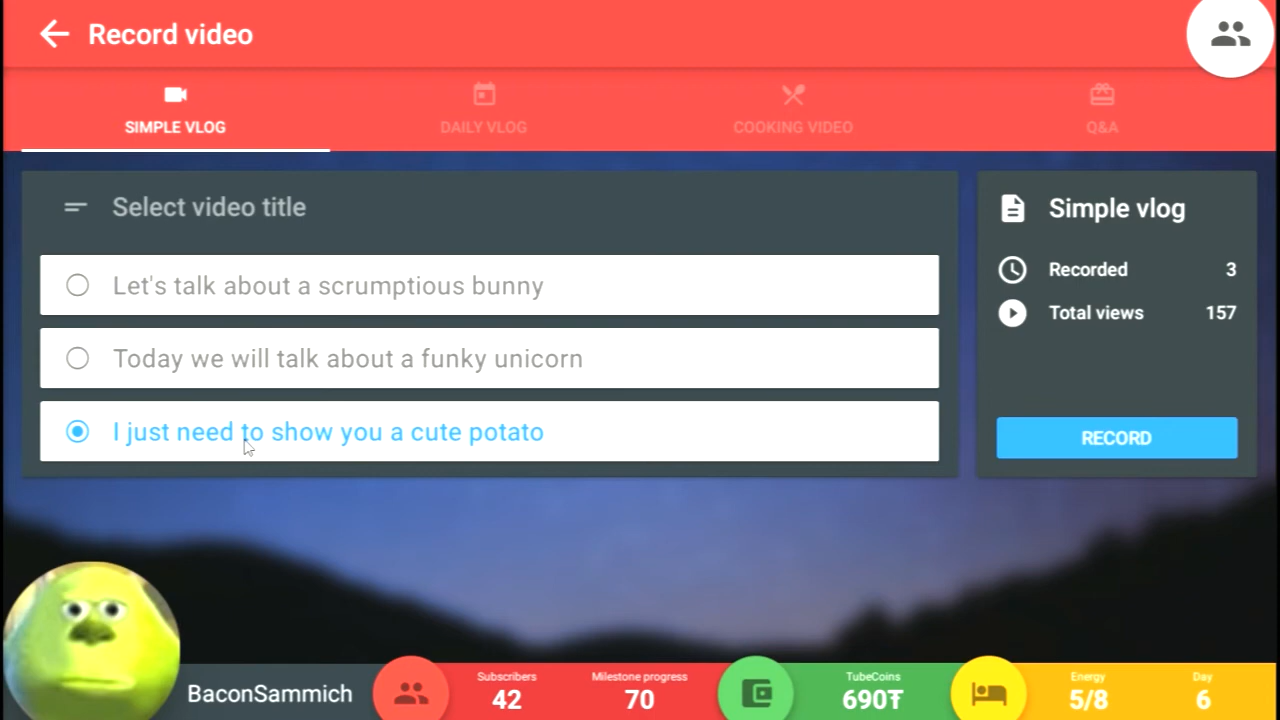 Record video
SIMPLE VLOG
DAILY VLOG
COOKING VIDEO
Q&A
Select video title
Let's talk about a scrumptious bunny
Today we will talk about a funky unicorn
I just need to show you a cute potato
Simple vlog
Recorded 3
Total views 157
RECORD
BaconSammich
Subscribers
42
Milestone progress
70
TubeCoins
690Ŧ
Energy
5/8
Day
6